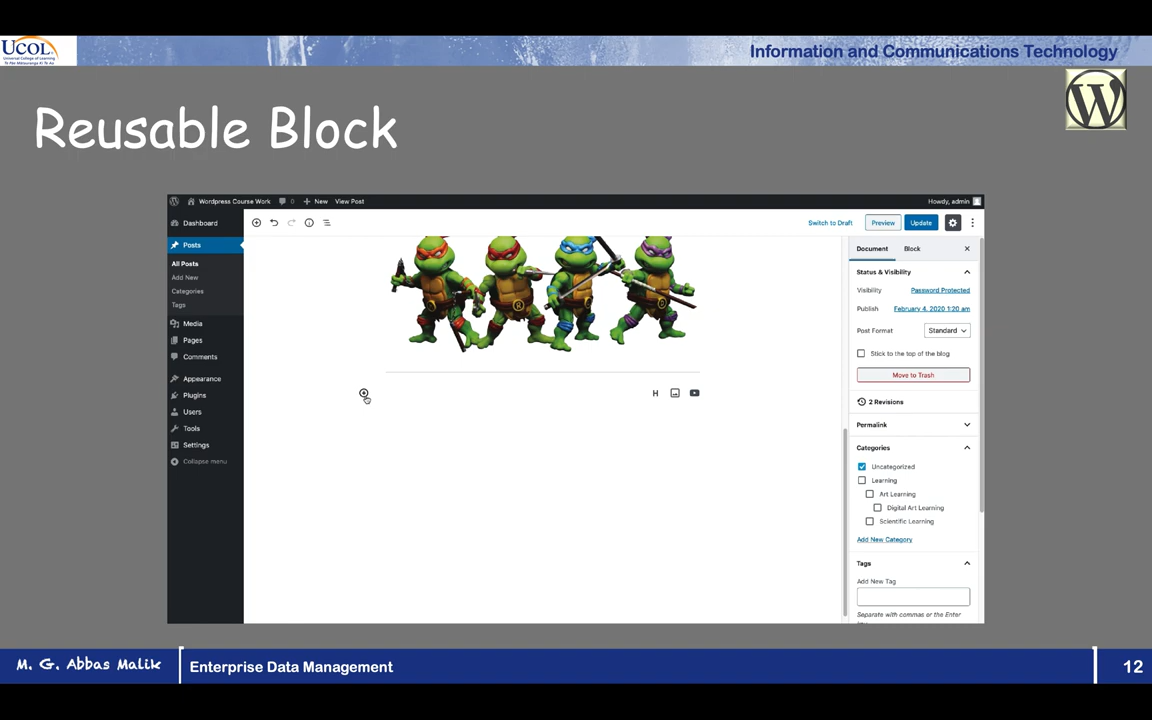 UCOL
Universal College of Learning
Information and Communications Technology
Reusable Block
Wordpress Course Work
0
New
View Post
Howdy, admin
Dashboard
Switch to Draft
Preview
Update
Posts
Document
Block
All Posts
Add New
Categories
Tags
Media
Pages
Comments
Appearance
Plugins
Users
Tools
Settings
Collapse menu
H
Status & Visibility
Visibility
Password Protected
Publish
February 4, 2020 1:20 am
Post Format
Standard
Stick to the top of the blog
Move to Trash
2 Revisions
Permalink
Categories
Uncategorized
Learning
Art Learning
Digital Art Learning
Scientific Learning
Add New Category
Tags
Add New Tag
Separate with commas or the Enter
M. G. Abbas Malik
Enterprise Data Management
12